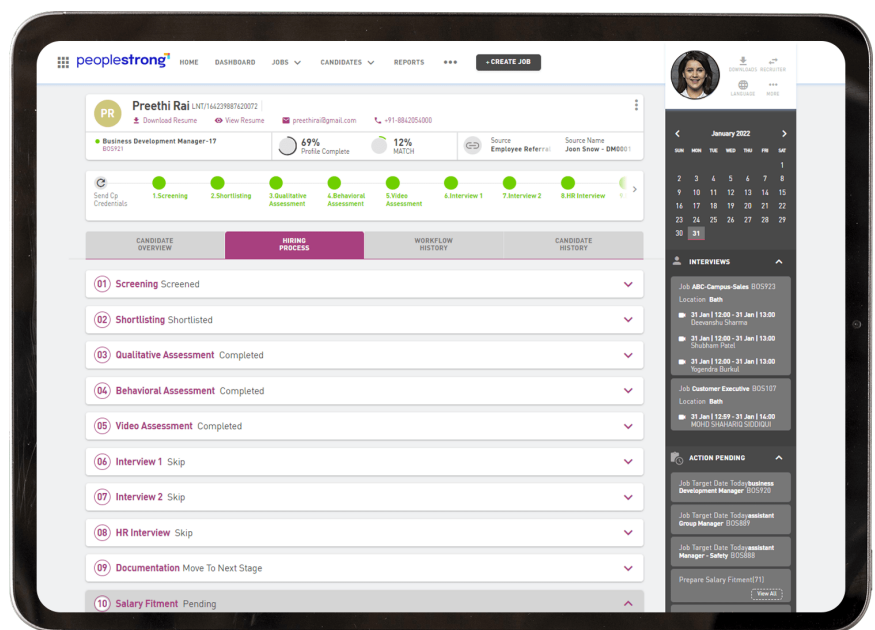 peoplestrong HOME DASHBOARD JOBS CANDIDATES REPORTS ••• + CREATE JOB
DOWNLOADS RECRUITER
LANGUAGE MORE
PR Preethi Rai LNT/164239887620072
Download Resume View Resume preethirai@gmail.com +91-8842054000
Business Development Manager-17
BOS921
69%
Profile Complete
12%
MATCH
Source
Employee Referral
Source Name
Joon Snow - DM0001
Send Cp
Credentials
1.Screening
2.Shortlisting
3.Qualitative
Assessment
4.Behavioral
Assessment
5.Video
Assessment
6.Interview 1
7.Interview 2
8.HR Interview
CANDIDATE
OVERVIEW
HIRING
PROCESS
WORKFLOW
HISTORY
CANDIDATE
HISTORY
01 Screening Screened
02 Shortlisting Shortlisted
03 Qualitative Assessment Completed
04 Behavioral Assessment Completed
05 Video Assessment Completed
06 Interview 1 Skip
07 Interview 2 Skip
08 HR Interview Skip
09 Documentation Move To Next Stage
10 Salary Fitment Pending
January 2022
SUN MON TUE WED THU FRI SAT
1
2 3 4 5 6 7 8
9 10 11 12 13 14 15
16 17 18 19 20 21 22
23 24 25 26 27 28 29
30 31
INTERVIEWS
Job ABC-Campus-Sales BOS923
Location Bath
31 Jan | 12:00 - 31 Jan | 13:00
Deevanshu Sharma
31 Jan | 12:00 - 31 Jan | 13:00
Shubham Patel
31 Jan | 12:00 - 31 Jan | 13:00
Yogendra Burkul
Job Customer Executive BOS107
Location Bath
31 Jan | 12:59 - 31 Jan | 14:00
MOHD SHAHARIQ SIDDIQUI
ACTION PENDING
Job Target Date Todaybusiness
Development Manager BOS920
Job Target Date Todayassistant
Group Manager BOS889
Job Target Date Todayassistant
Manager - Safety BOS888
Prepare Salary Fitment(71)
View All